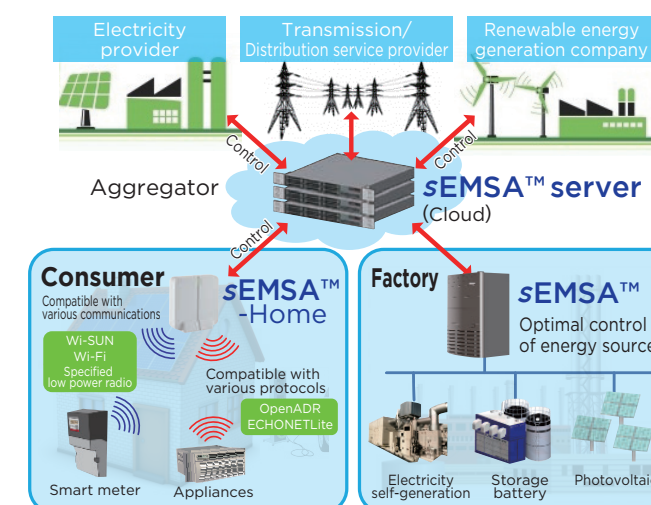 Electricity
provider
Transmission/
Distribution service provider
Renewable energy
generation company
Control
Control
Aggregator
sEMSA™ server
(Cloud)
Control
Consumer
Compatible with
various communications
sEMSA™
-Home
Wi-SUN
Wi-Fi
Specified
low power radio
Compatible with
various protocols
OpenADR
ECHONETLite
Smart meter
Appliances
Factory
sEMSA™
Optimal control
of energy source
Electricity
self-generation
Storage
battery
Photovoltaic